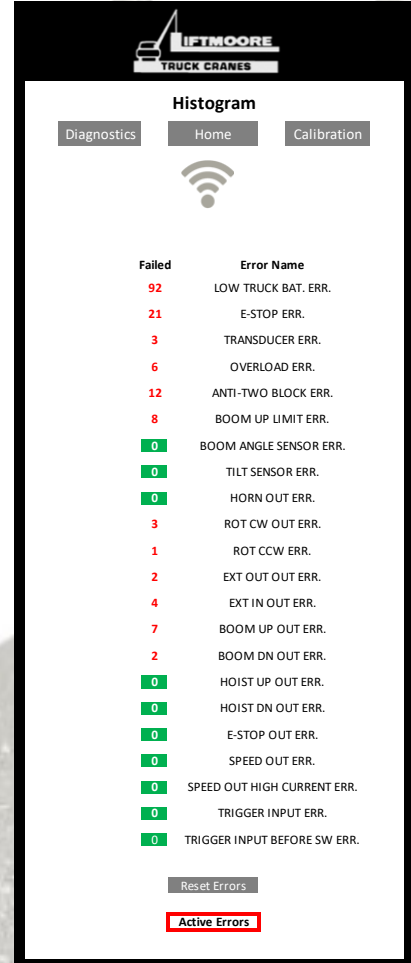 LIFTMOORE
TRUCK CRANES
Histogram
Diagnostics Home Calibration
Failed Error Name
92 LOW TRUCK BAT. ERR.
21 E-STOP ERR.
3 TRANSDUCER ERR.
6 OVERLOAD ERR.
12 ANTI-TWO BLOCK ERR.
8 BOOM UP LIMIT ERR.
0 BOOM ANGLE SENSOR ERR.
0 TILT SENSOR ERR.
0 HORN OUT ERR.
3 ROT CW OUT ERR.
1 ROT CCW ERR.
2 EXT OUT OUT ERR.
4 EXT IN OUT ERR.
7 BOOM UP OUT ERR.
2 BOOM DN OUT ERR.
0 HOIST UP OUT ERR.
0 HOIST DN OUT ERR.
0 E-STOP OUT ERR.
0 SPEED OUT ERR.
0 SPEED OUT HIGH CURRENT ERR.
0 TRIGGER INPUT ERR.
0 TRIGGER INPUT BEFORE SW ERR.
Reset Errors
Active Errors